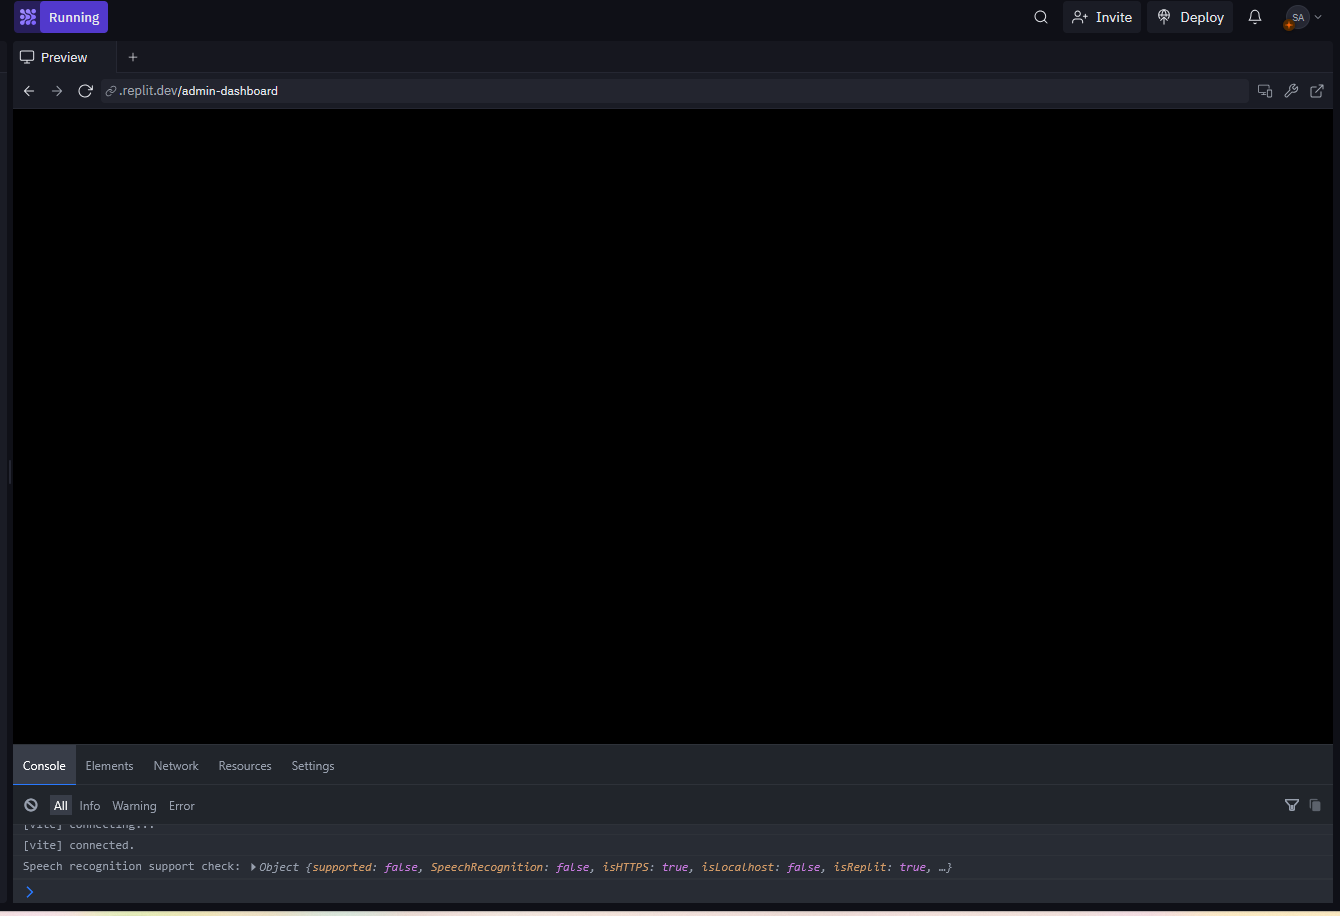 Running
Invite
Deploy
SA
Preview
.replit.dev/admin-dashboard
Console Elements Network Resources Settings
All Info Warning Error
[vite] connecting...
[vite] connected.
Speech recognition support check: Object {supported: false, SpeechRecognition: false, isHTTPS: true, isLocalhost: false, isReplit: true, …}